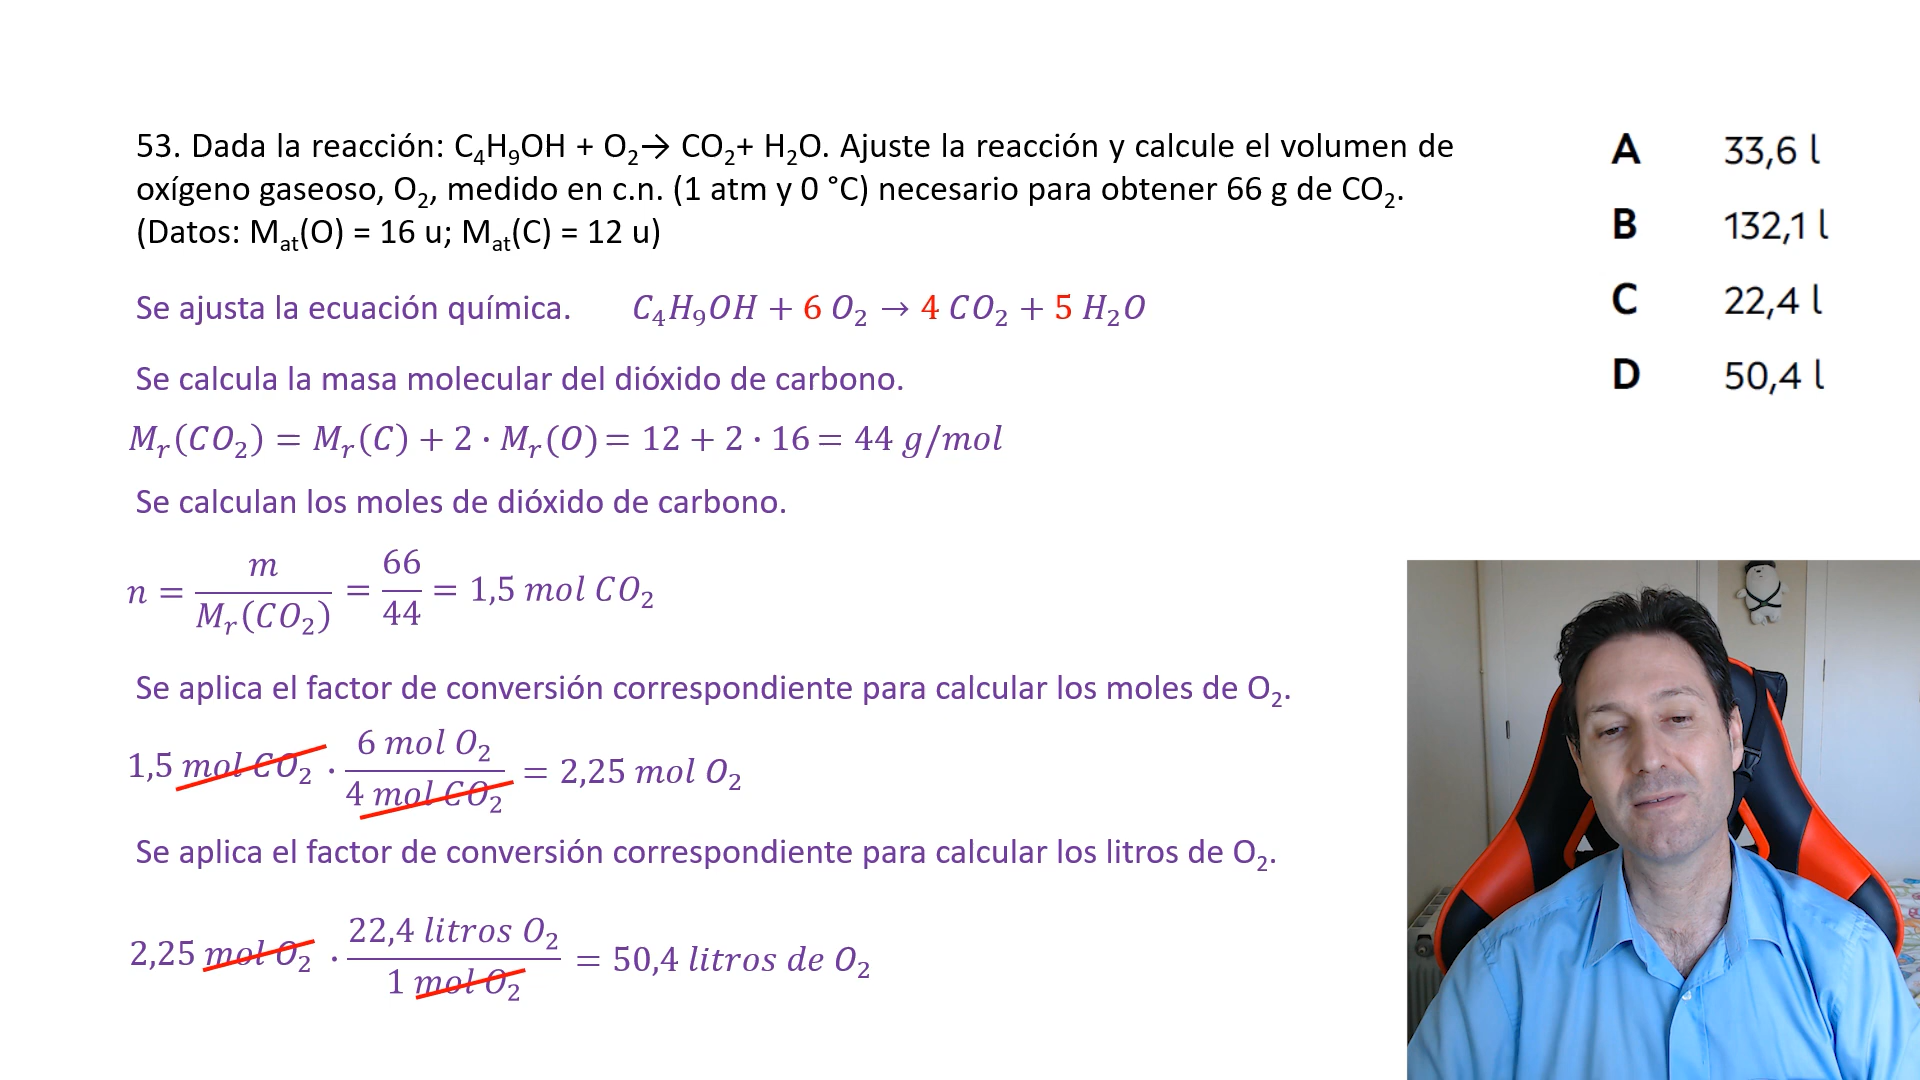 53. Dada la reacción: C₄H₉OH + O₂→ CO₂+ H₂O. Ajuste la reacción y calcule el volumen de
oxígeno gaseoso, O₂, medido en c.n. (1 atm y 0 °C) necesario para obtener 66 g de CO₂.
(Datos: Mₐₜ(O) = 16 u; Mₐₜ(C) = 12 u)
A 33,6 l
B 132,1 l
C 22,4 l
D 50,4 l
Se ajusta la ecuación química. C₄H₉OH + 6 O₂ → 4 CO₂ + 5 H₂O
Se calcula la masa molecular del dióxido de carbono.
Mᵣ(CO₂) = Mᵣ(C) + 2 · Mᵣ(O) = 12 + 2 · 16 = 44 g/mol
Se calculan los moles de dióxido de carbono.
n = m / Mᵣ(CO₂) = 66 / 44 = 1,5 mol CO₂
Se aplica el factor de conversión correspondiente para calcular los moles de O₂.
1,5 mol CO₂ · 6 mol O₂ / 4 mol CO₂ = 2,25 mol O₂
Se aplica el factor de conversión correspondiente para calcular los litros de O₂.
2,25 mol O₂ · 22,4 litros O₂ / 1 mol O₂ = 50,4 litros de O₂